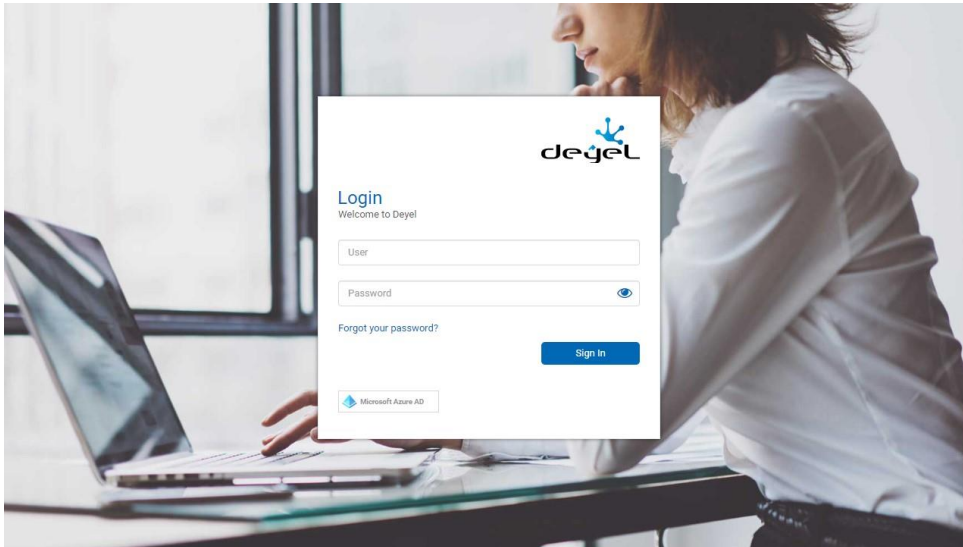 deyel
Login
Welcome to Deyel
User
Password
Forgot your password?
Sign In
Microsoft Azure AD